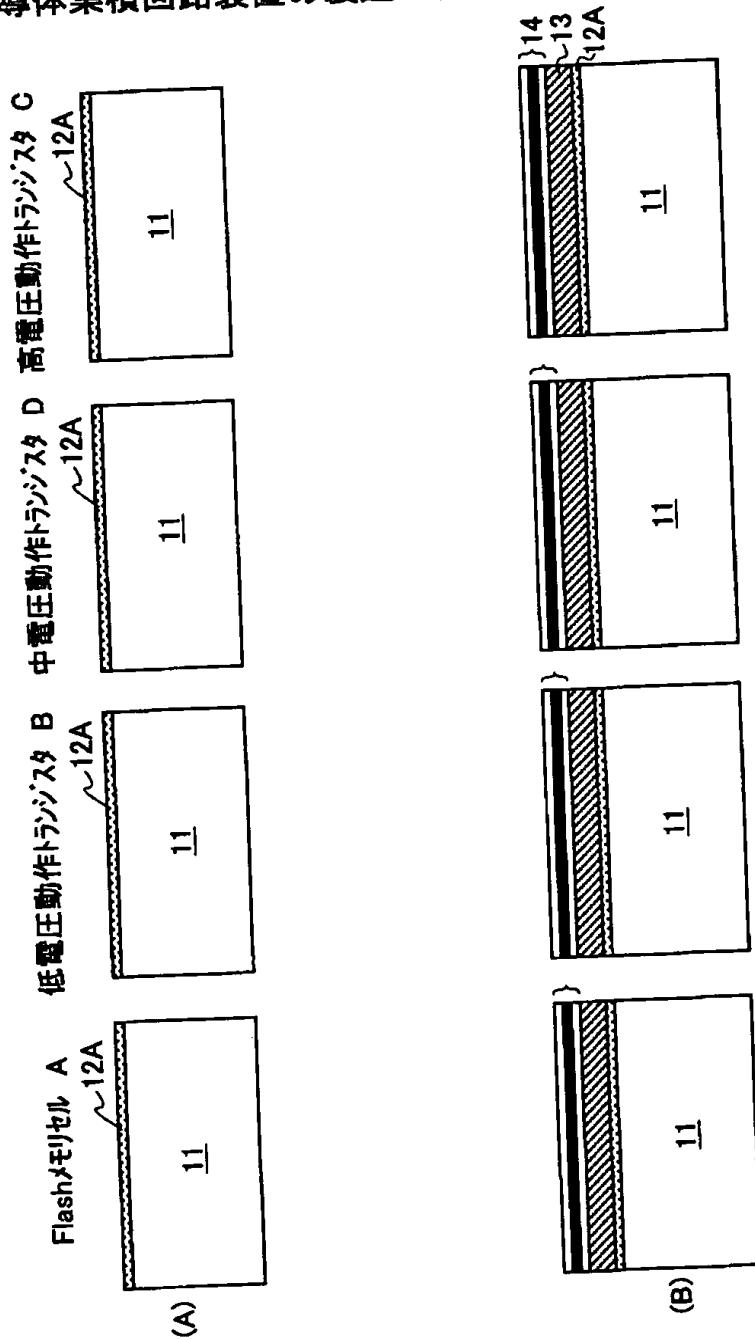 導体集積回路装置の製造
Flashメモリセル A
低電圧動作トランジスタ B
中電圧動作トランジスタ D
高電圧動作トランジスタ C
12A
12A
12A
12A
(A)
11
11
11
11
14
13
12A
(B)
11
11
11
11